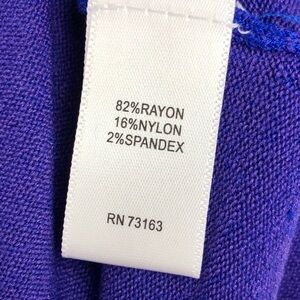 82%RAYON
16%NYLON
2%SPANDEX
RN 73163